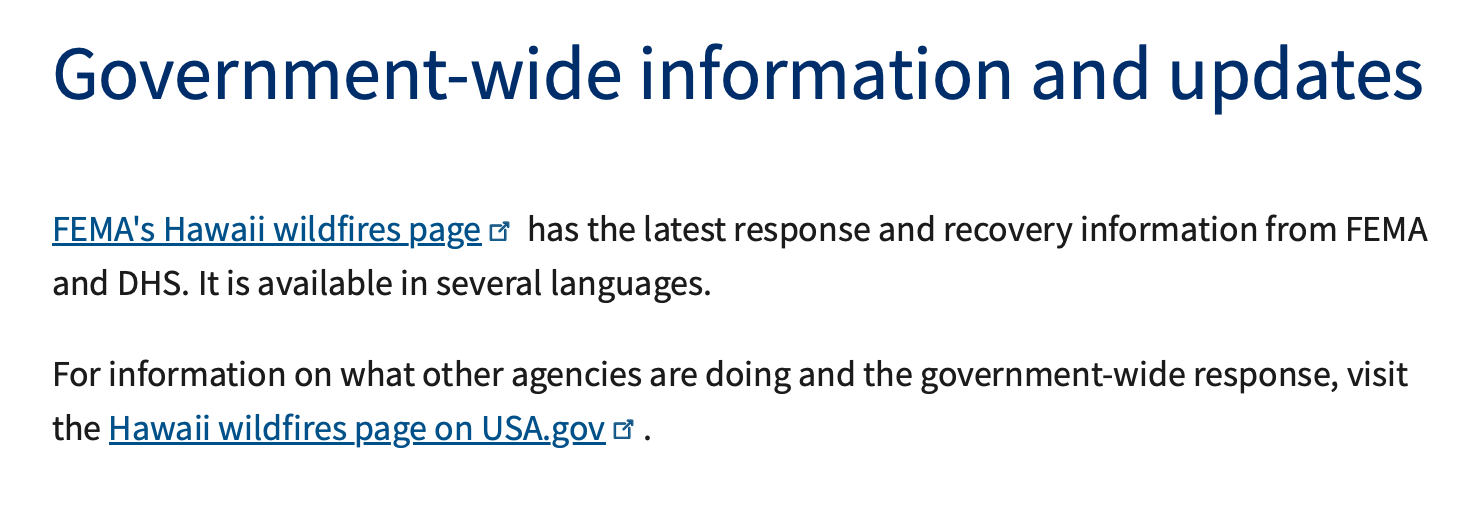 Government-wide information and updates
FEMA's Hawaii wildfires page has the latest response and recovery information from FEMA
and DHS. It is available in several languages.
For information on what other agencies are doing and the government-wide response, visit
the Hawaii wildfires page on USA.gov .